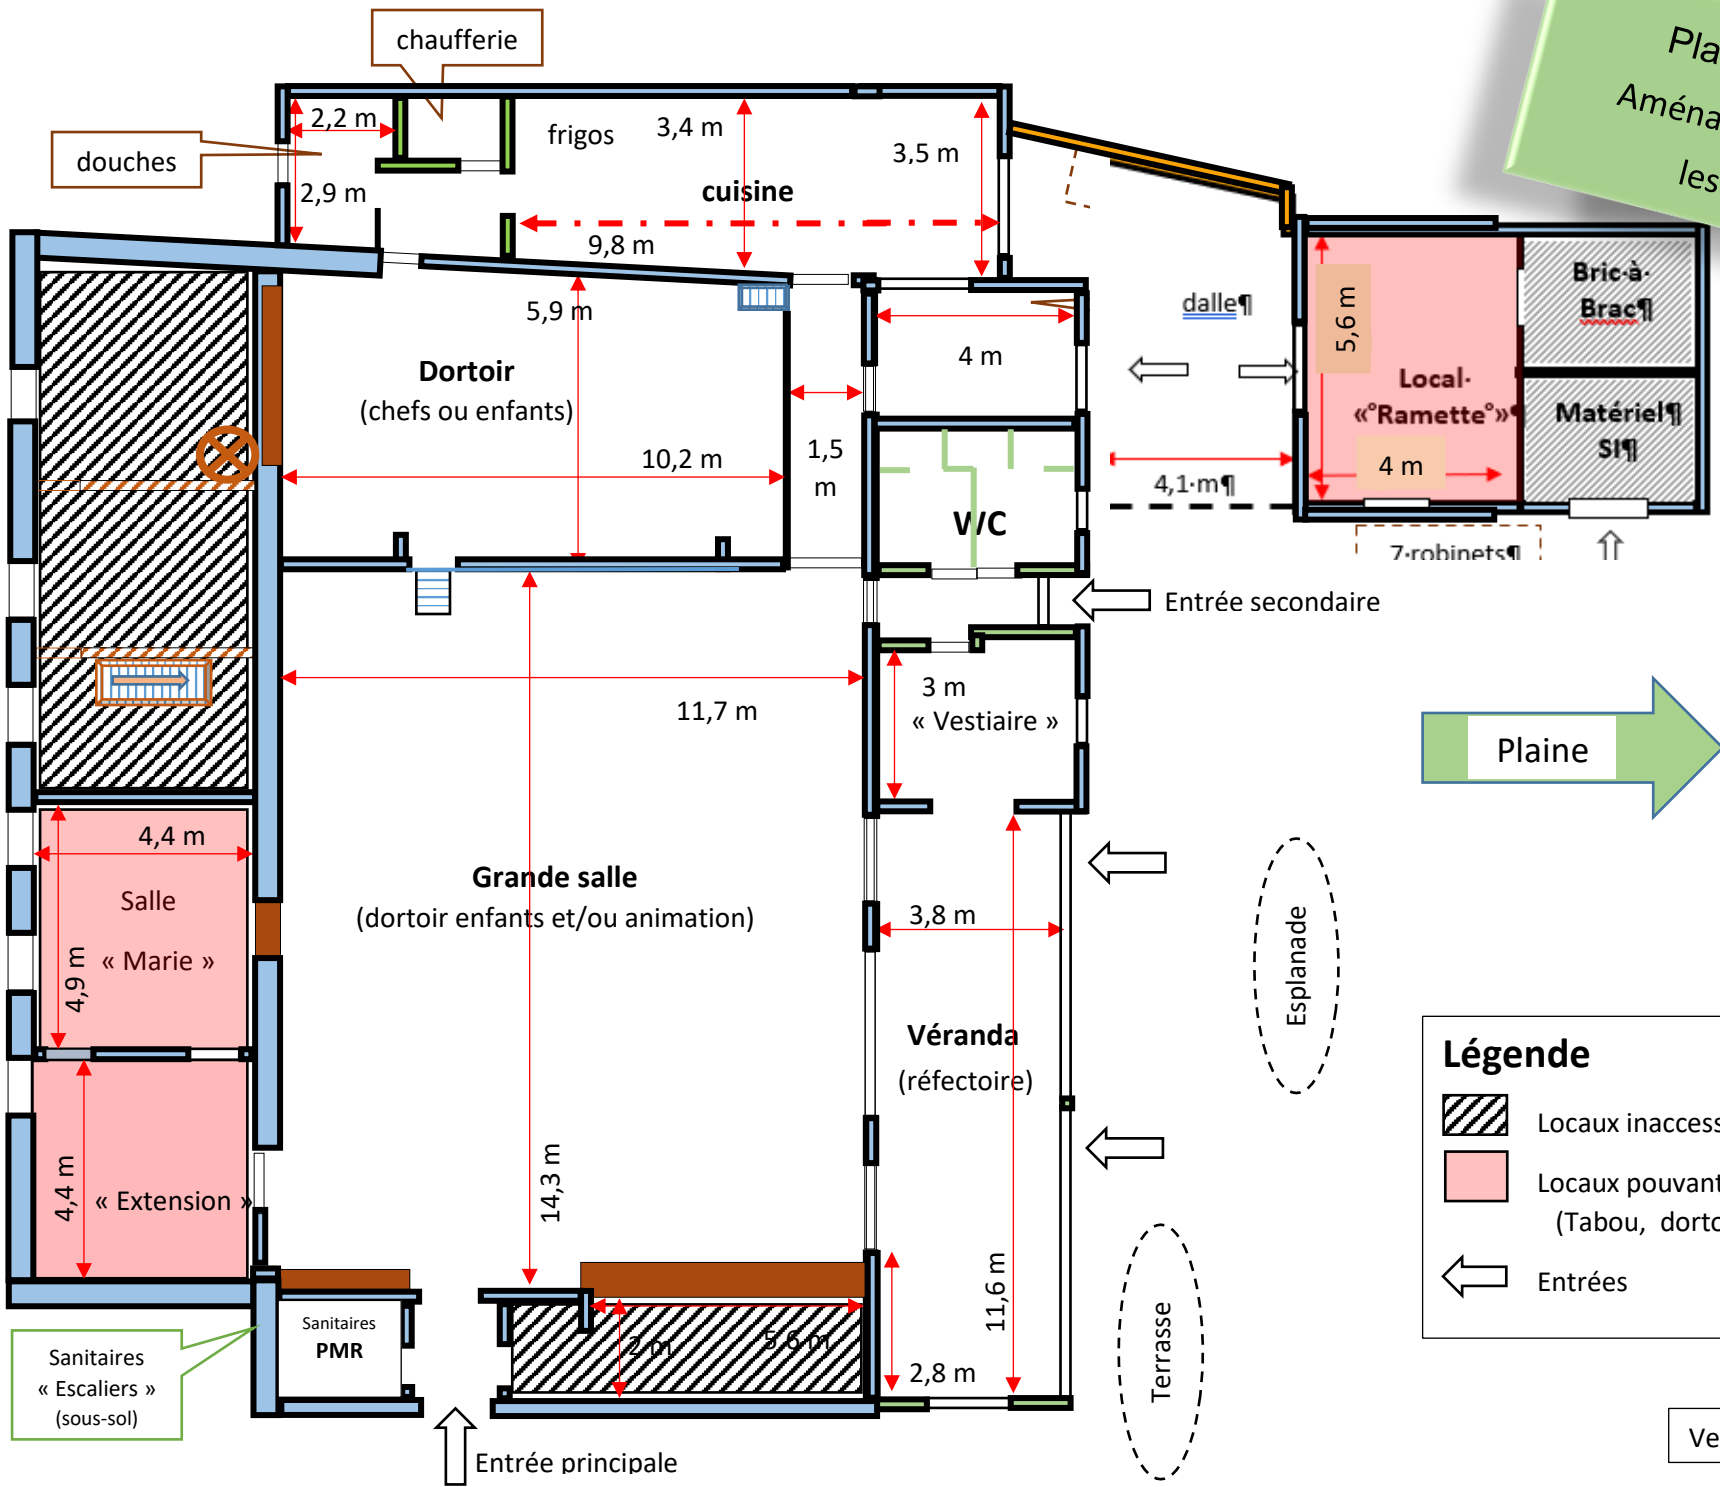 chaufferie
Pla
Aména
les
douches
2,2 m
2,9 m
frigos
3,4 m
3,5 m
cuisine
9,8 m
5,9 m
Dortoir
(chefs ou enfants)
10,2 m
1,5
m
4 m
WC
dalle¶
4,1·m¶
5,6 m
Local·
«°Ramette°»¶
4 m
Bric·à·
Brac¶
Matériel¶
SI¶
7·robinets¶
Entrée secondaire
11,7 m
3 m
« Vestiaire »
Plaine
4,4 m
Salle
« Marie »
4,9 m
Grande salle
(dortoir enfants et/ou animation)
3,8 m
Esplanade
Véranda
(réfectoire)
4,4 m
« Extension »
14,3 m
11,6 m
Légende
Locaux inaccess
Locaux pouvant
(Tabou, dorto
Entrées
Sanitaires
PMR
2 m
5,6 m
2,8 m
Terrasse
Sanitaires
« Escaliers »
(sous-sol)
Entrée principale
Ve